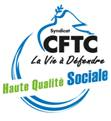 Syndicat
CFTC
La Vie à Défendre
Haute Qualité Sociale